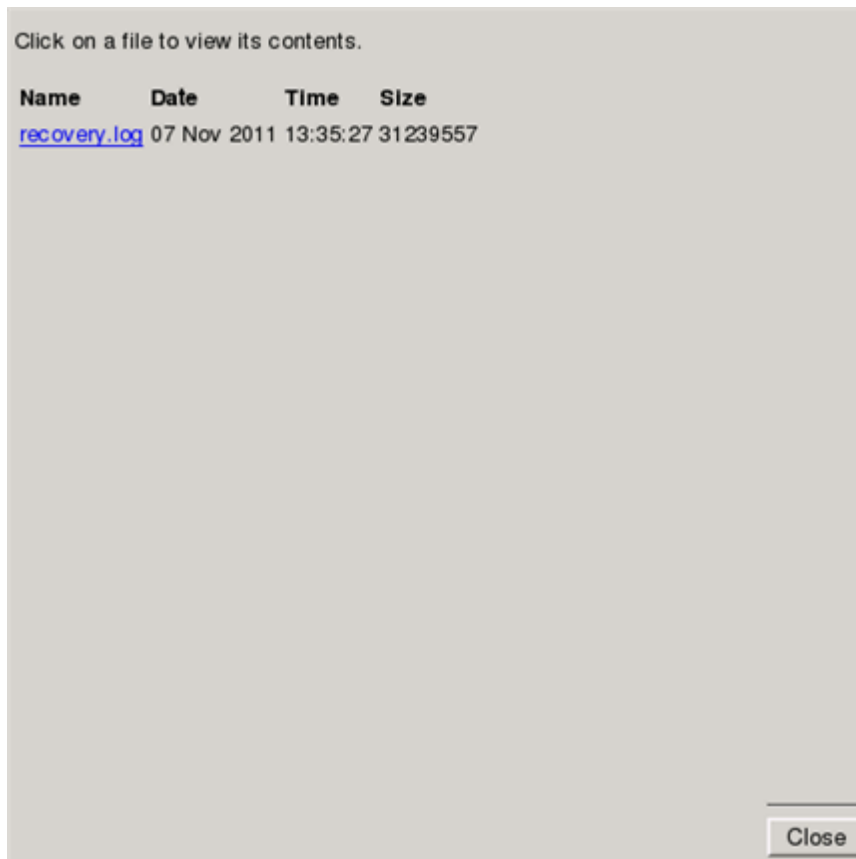 Click on a file to view its contents.
Name Date Time Size
recovery.log 07 Nov 2011 13:35:27 31239557
Close